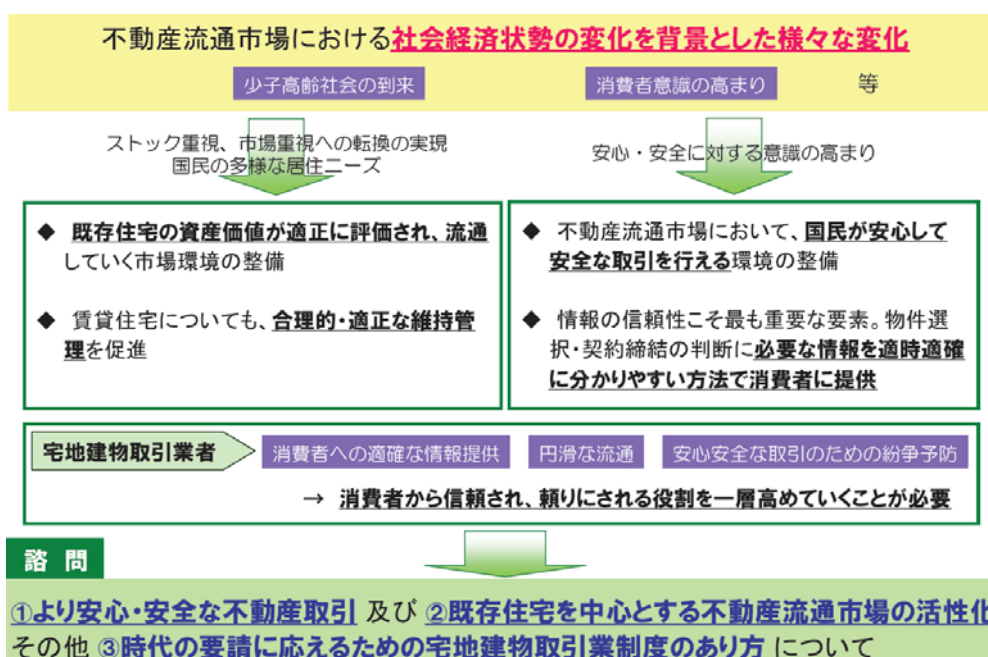 不動産流通市場における社会経済状勢の変化を背景とした様々な変化
少子高齢社会の到来
消費者意識の高まり
等
ストック重視、市場重視への転換の実現
国民の多様な居住ニーズ
安心・安全に対する意識の高まり
◆ 既存住宅の資産価値が適正に評価され、流通
していく市場環境の整備
◆ 賃貸住宅についても、合理的・適正な維持管
理を促進
◆ 不動産流通市場において、国民が安心して
安全な取引を行える環境の整備
◆ 情報の信頼性こそ最も重要な要素。物件選
択・契約締結の判断に必要な情報を適時適確
に分かりやすい方法で消費者に提供
宅地建物取引業者
消費者への適確な情報提供
円滑な流通
安心安全な取引のための紛争予防
→ 消費者から信頼され、頼りにされる役割を一層高めていくことが必要
諮 問
①より安心・安全な不動産取引 及び ②既存住宅を中心とする不動産流通市場の活性化
その他 ③時代の要請に応えるための宅地建物取引業制度のあり方 について